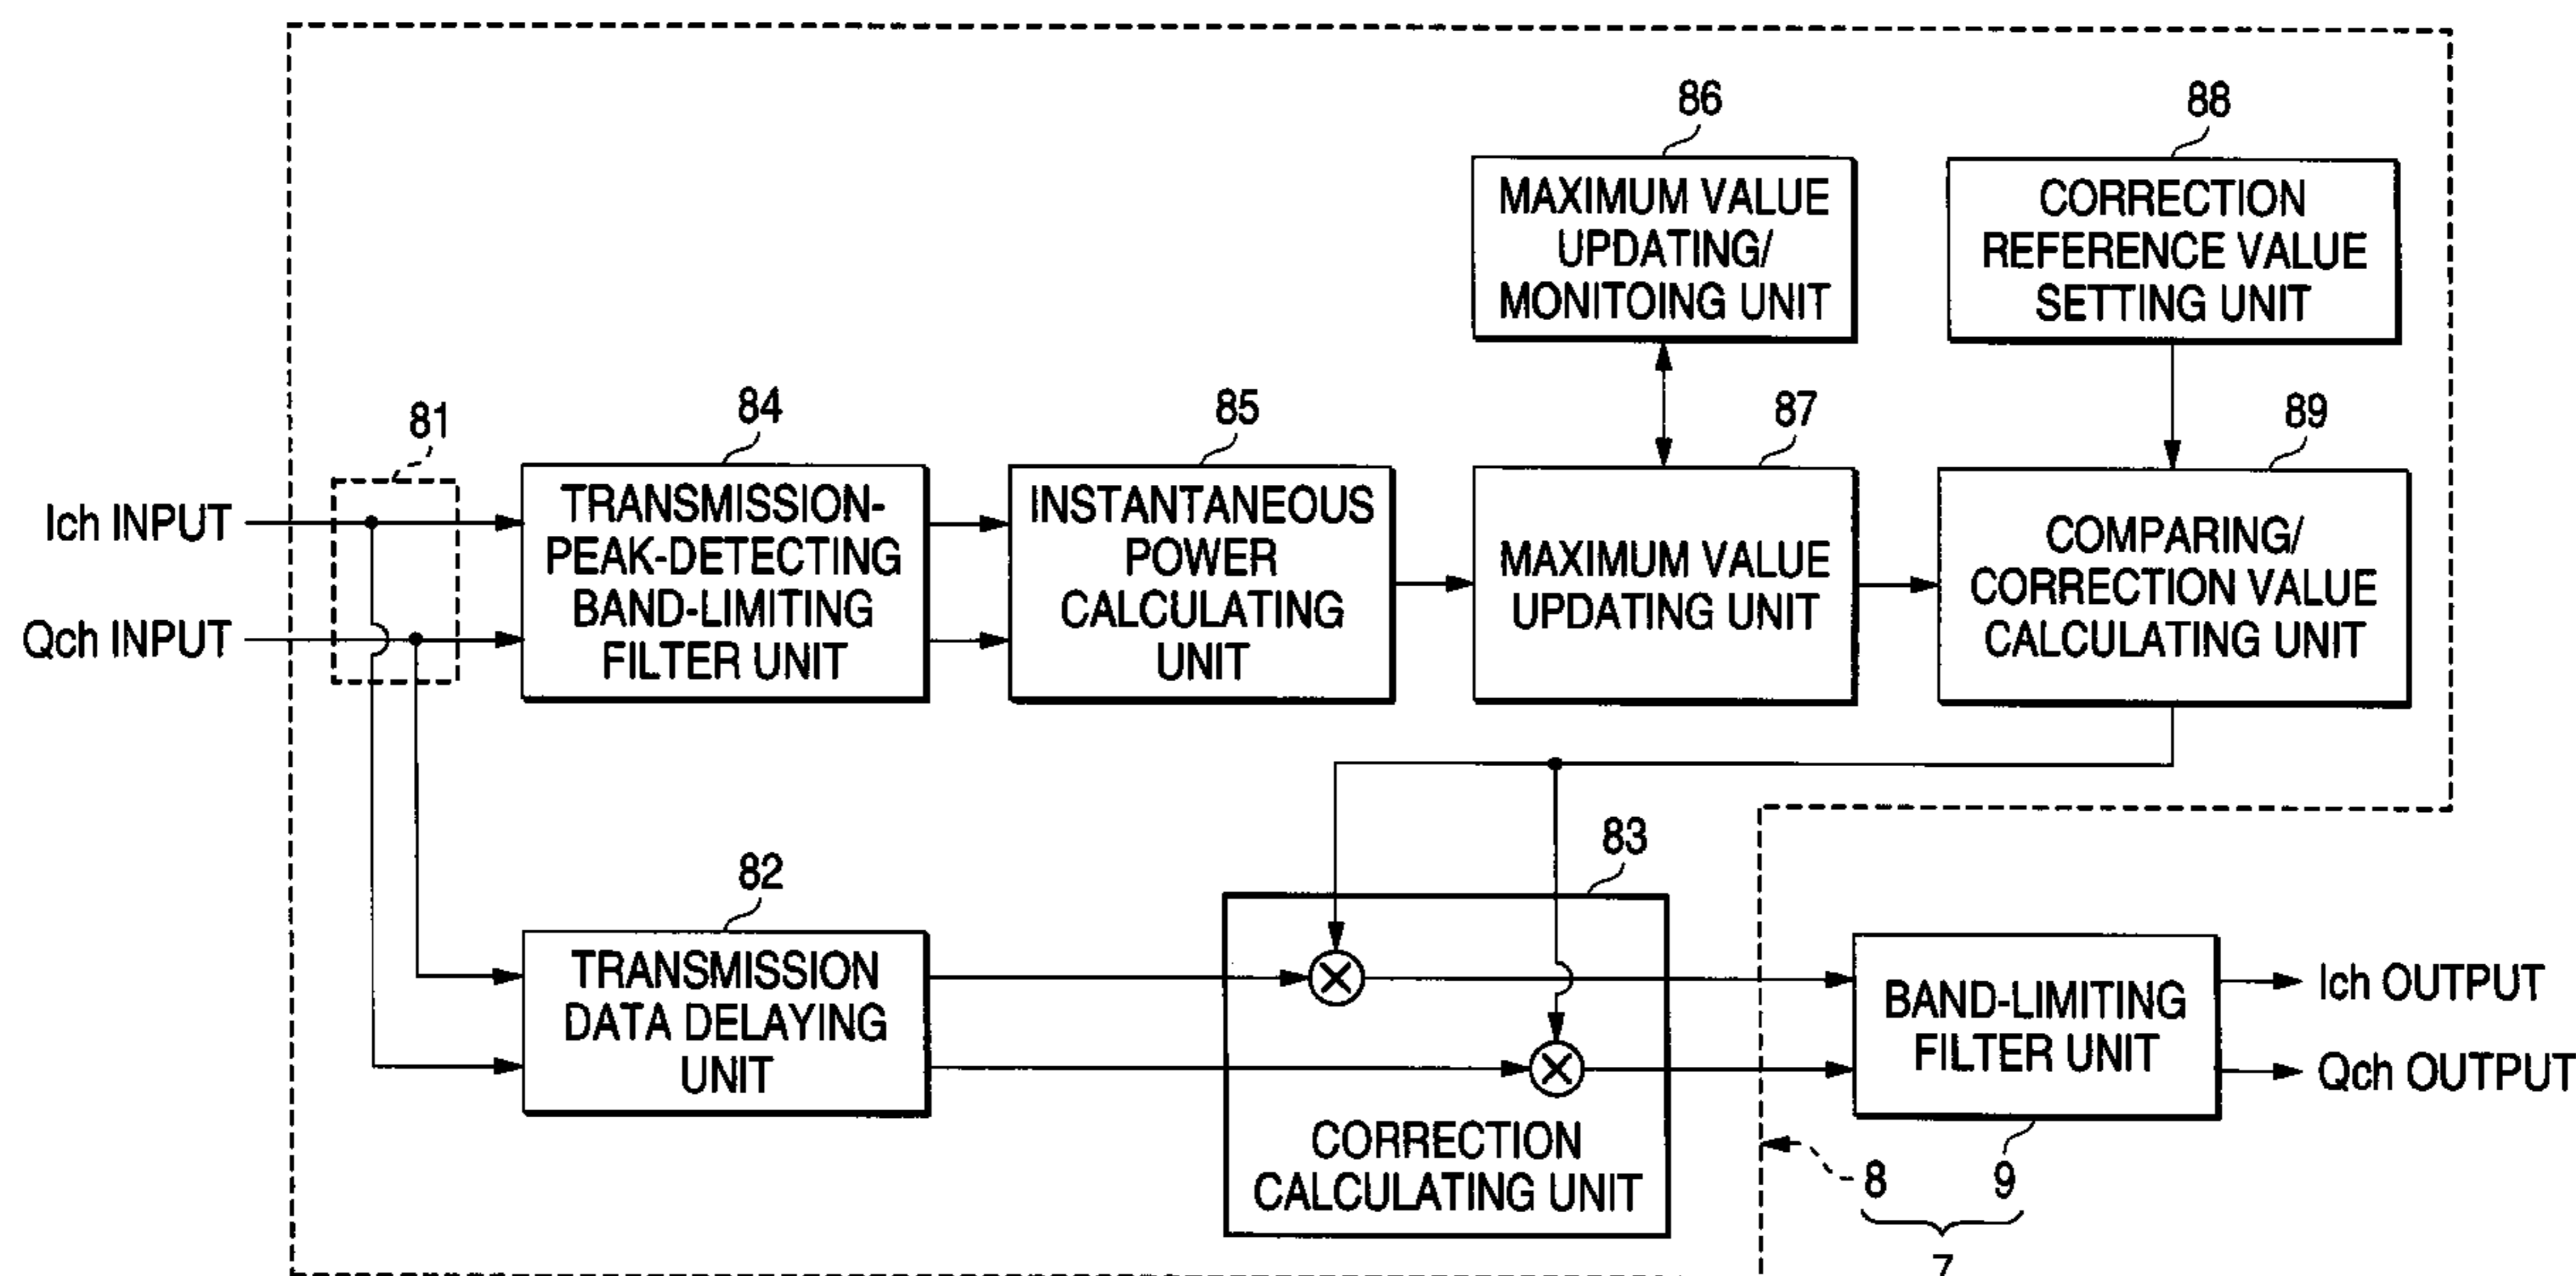 86
88
MAXIMUM VALUE
UPDATING/
MONITOING UNIT
CORRECTION
REFERENCE VALUE
SETTING UNIT
81
84
85
87
89
Ich INPUT
Qch INPUT
TRANSMISSION-
PEAK-DETECTING
BAND-LIMITING
FILTER UNIT
INSTANTANEOUS
POWER
CALCULATING
UNIT
MAXIMUM VALUE
UPDATING UNIT
COMPARING/
CORRECTION VALUE
CALCULATING UNIT
82
83
TRANSMISSION
DATA DELAYING
UNIT
CORRECTION
CALCULATING UNIT
BAND-LIMITING
FILTER UNIT
Ich OUTPUT
Qch OUTPUT
8
9
7